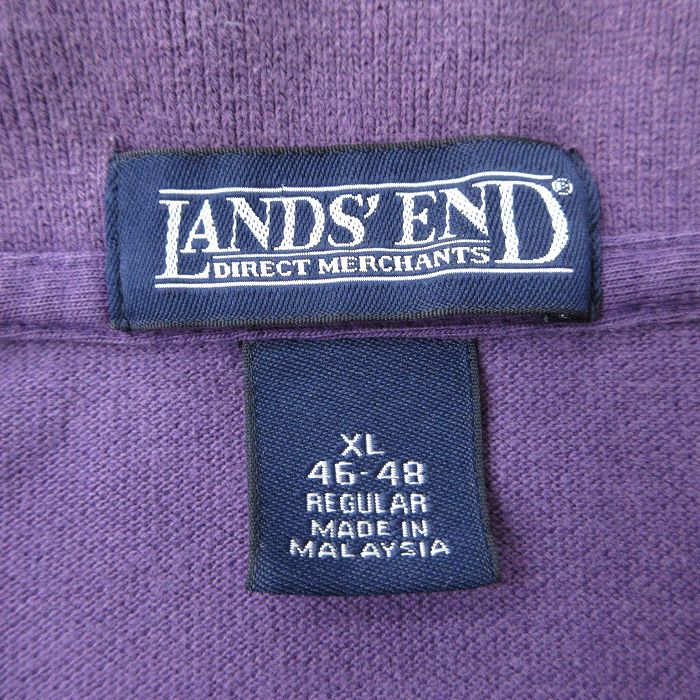 LANDS' END®
DIRECT MERCHANTS
XL
46-48
REGULAR
MADE IN
MALAYSIA